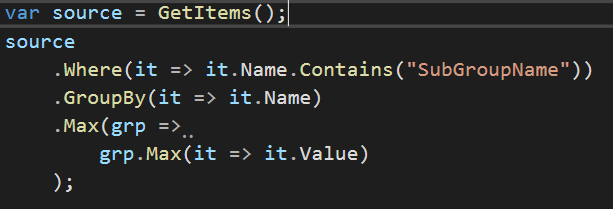 var source = GetItems();
source
.Where(it => it.Name.Contains("SubGroupName"))
.GroupBy(it => it.Name)
.Max(grp =>
grp.Max(it => it.Value)
);